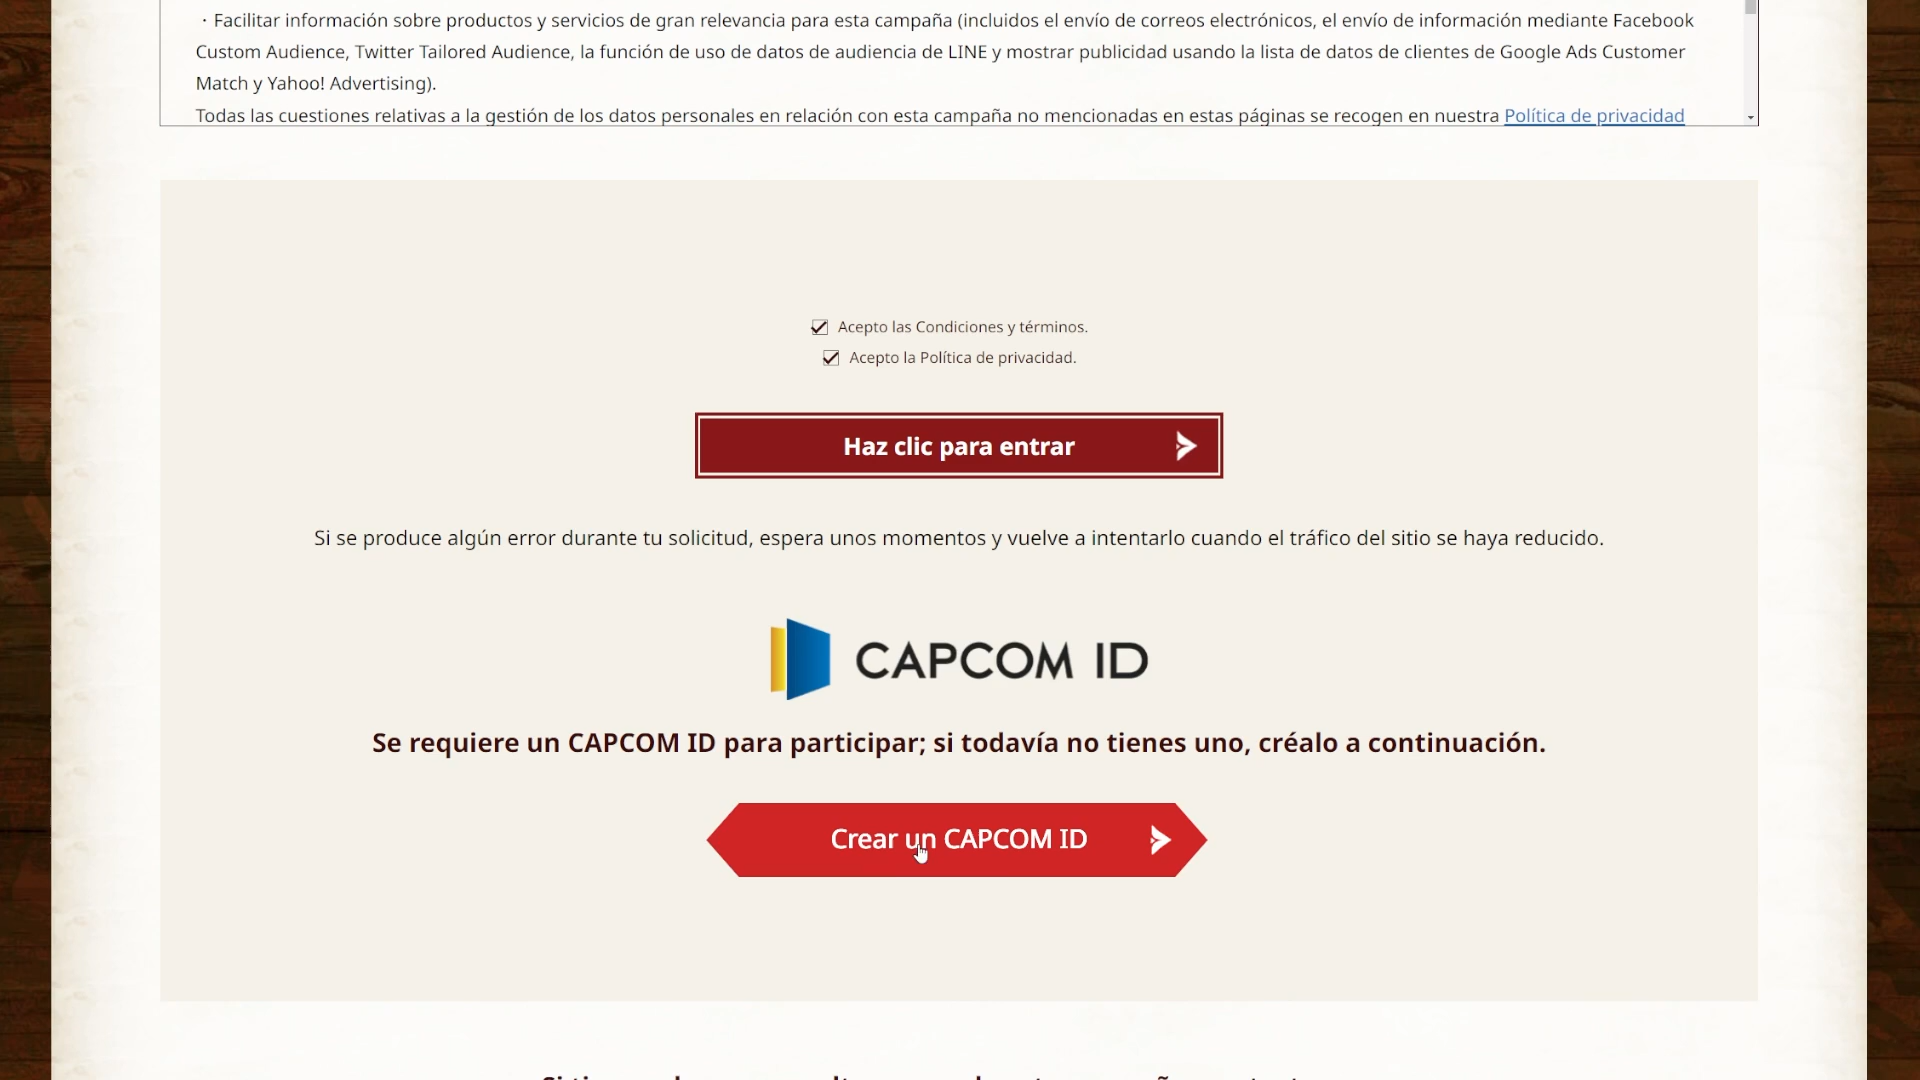 ・Facilitar información sobre productos y servicios de gran relevancia para esta campaña (incluidos el envío de correos electrónicos, el envío de información mediante Facebook
Custom Audience, Twitter Tailored Audience, la función de uso de datos de audiencia de LINE y mostrar publicidad usando la lista de datos de clientes de Google Ads Customer
Match y Yahoo! Advertising).
Todas las cuestiones relativas a la gestión de los datos personales en relación con esta campaña no mencionadas en estas páginas se recogen en nuestra Política de privacidad
Acepto las Condiciones y términos.
Acepto la Política de privacidad.
Haz clic para entrar
Si se produce algún error durante tu solicitud, espera unos momentos y vuelve a intentarlo cuando el tráfico del sitio se haya reducido.
CAPCOM ID
Se requiere un CAPCOM ID para participar; si todavía no tienes uno, créalo a continuación.
Crear un CAPCOM ID